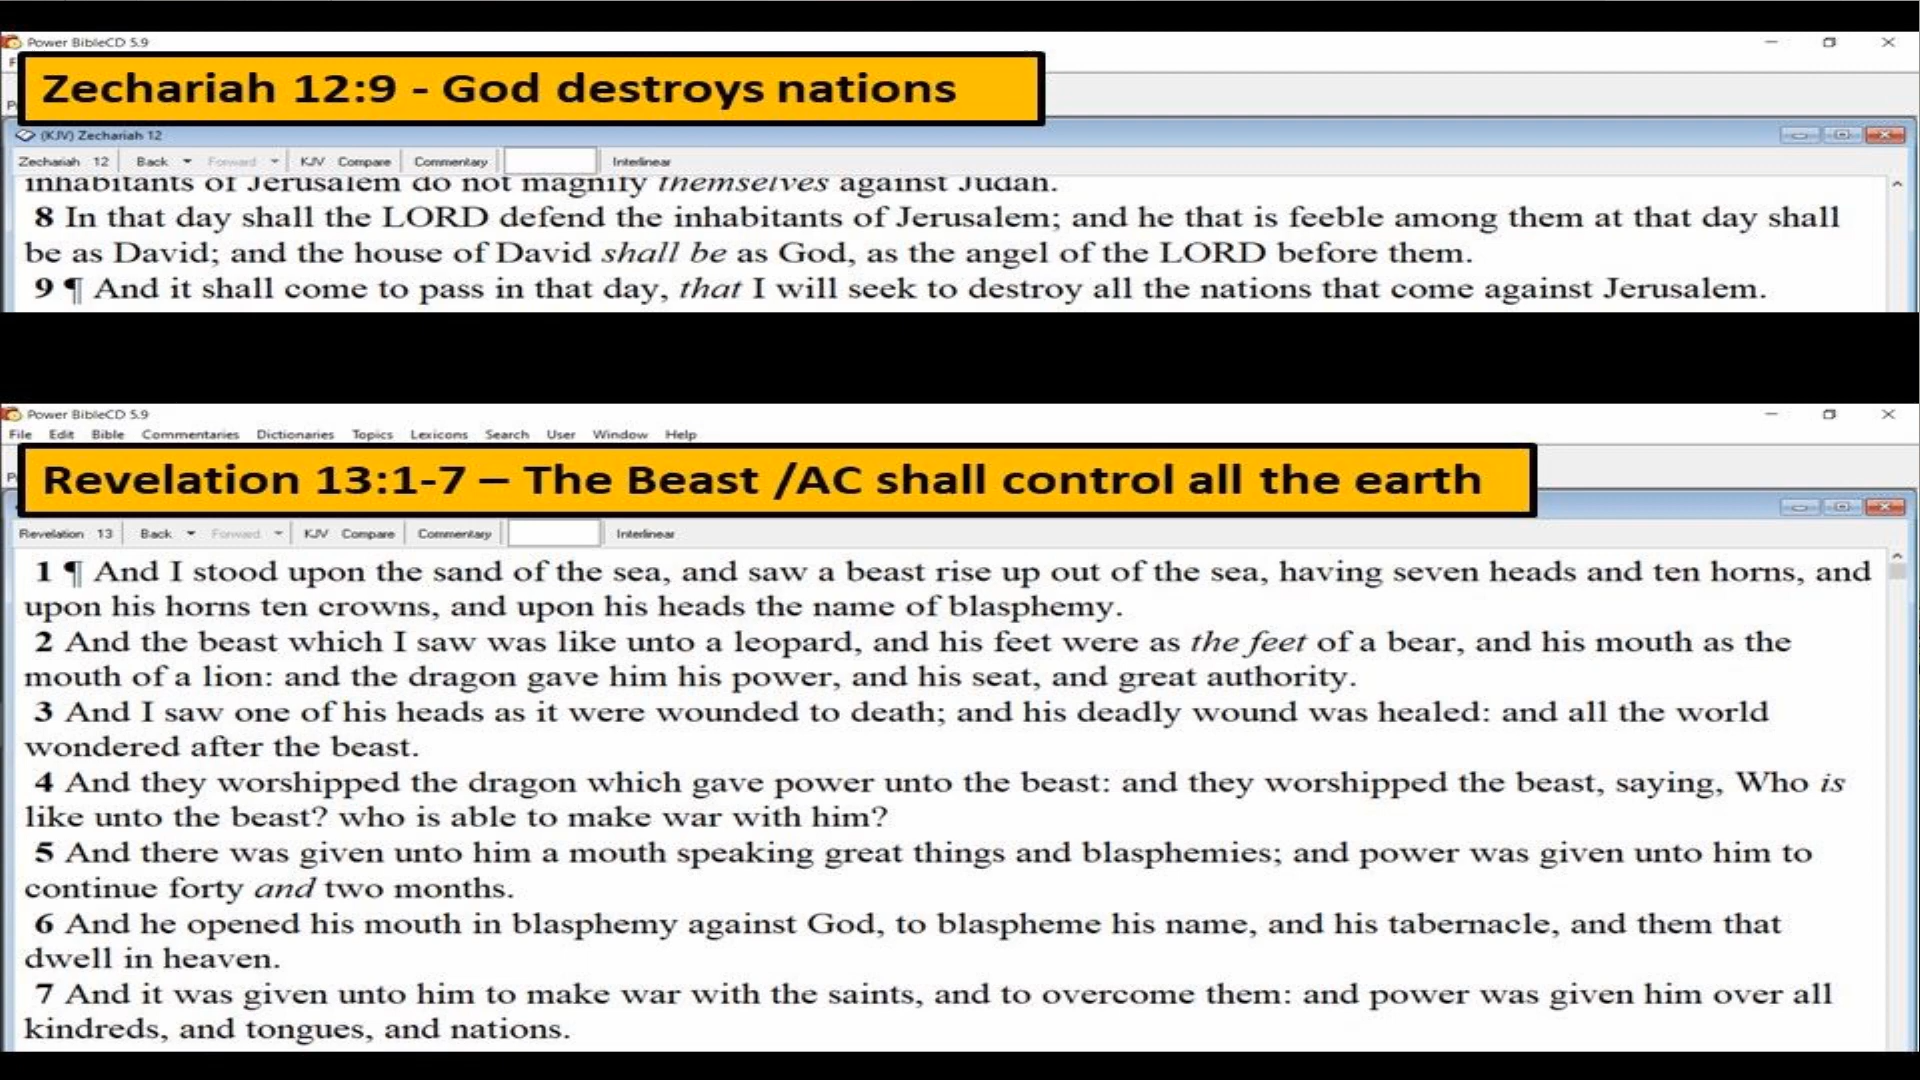 Power BibleCD 5.9
Zechariah 12:9 - God destroys nations
(KJV) Zechariah 12
Zechariah 12 Back Forward KJV Compare Commentary Interlinear
inhabitants of Jerusalem do not magnify themselves against Judah.
8 In that day shall the LORD defend the inhabitants of Jerusalem; and he that is feeble among them at that day shall
be as David; and the house of David shall be as God, as the angel of the LORD before them.
9 ¶ And it shall come to pass in that day, that I will seek to destroy all the nations that come against Jerusalem.
Power BibleCD 5.9
File Edit Bible Commentaries Dictionaries Topics Lexicons Search User Window Help
Revelation 13:1-7 – The Beast /AC shall control all the earth
Revelation 13 Back Forward KJV Compare Commentary Interlinear
1 ¶ And I stood upon the sand of the sea, and saw a beast rise up out of the sea, having seven heads and ten horns, and
upon his horns ten crowns, and upon his heads the name of blasphemy.
2 And the beast which I saw was like unto a leopard, and his feet were as the feet of a bear, and his mouth as the
mouth of a lion: and the dragon gave him his power, and his seat, and great authority.
3 And I saw one of his heads as it were wounded to death; and his deadly wound was healed: and all the world
wondered after the beast.
4 And they worshipped the dragon which gave power unto the beast: and they worshipped the beast, saying, Who is
like unto the beast? who is able to make war with him?
5 And there was given unto him a mouth speaking great things and blasphemies; and power was given unto him to
continue forty and two months.
6 And he opened his mouth in blasphemy against God, to blaspheme his name, and his tabernacle, and them that
dwell in heaven.
7 And it was given unto him to make war with the saints, and to overcome them: and power was given him over all
kindreds, and tongues, and nations.